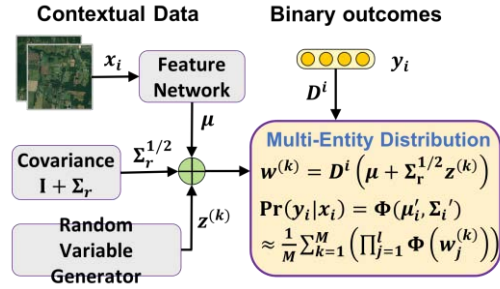 Contextual Data
Binary outcomes
x_i
Feature
Network
y_i
D^i
μ
Multi-Entity Distribution
Covariance
I + Σ_r
Σ_r^{1/2}
w^{(k)} = D^i (μ + Σ_r^{1/2} z^{(k)})
Pr(y_i|x_i) = Φ(μ_i', Σ_i')
≈ \frac{1}{M} Σ_{k=1}^{M} (∏_{j=1}^{l} Φ (w_j^{(k)}))
Random
Variable
Generator
z^{(k)}